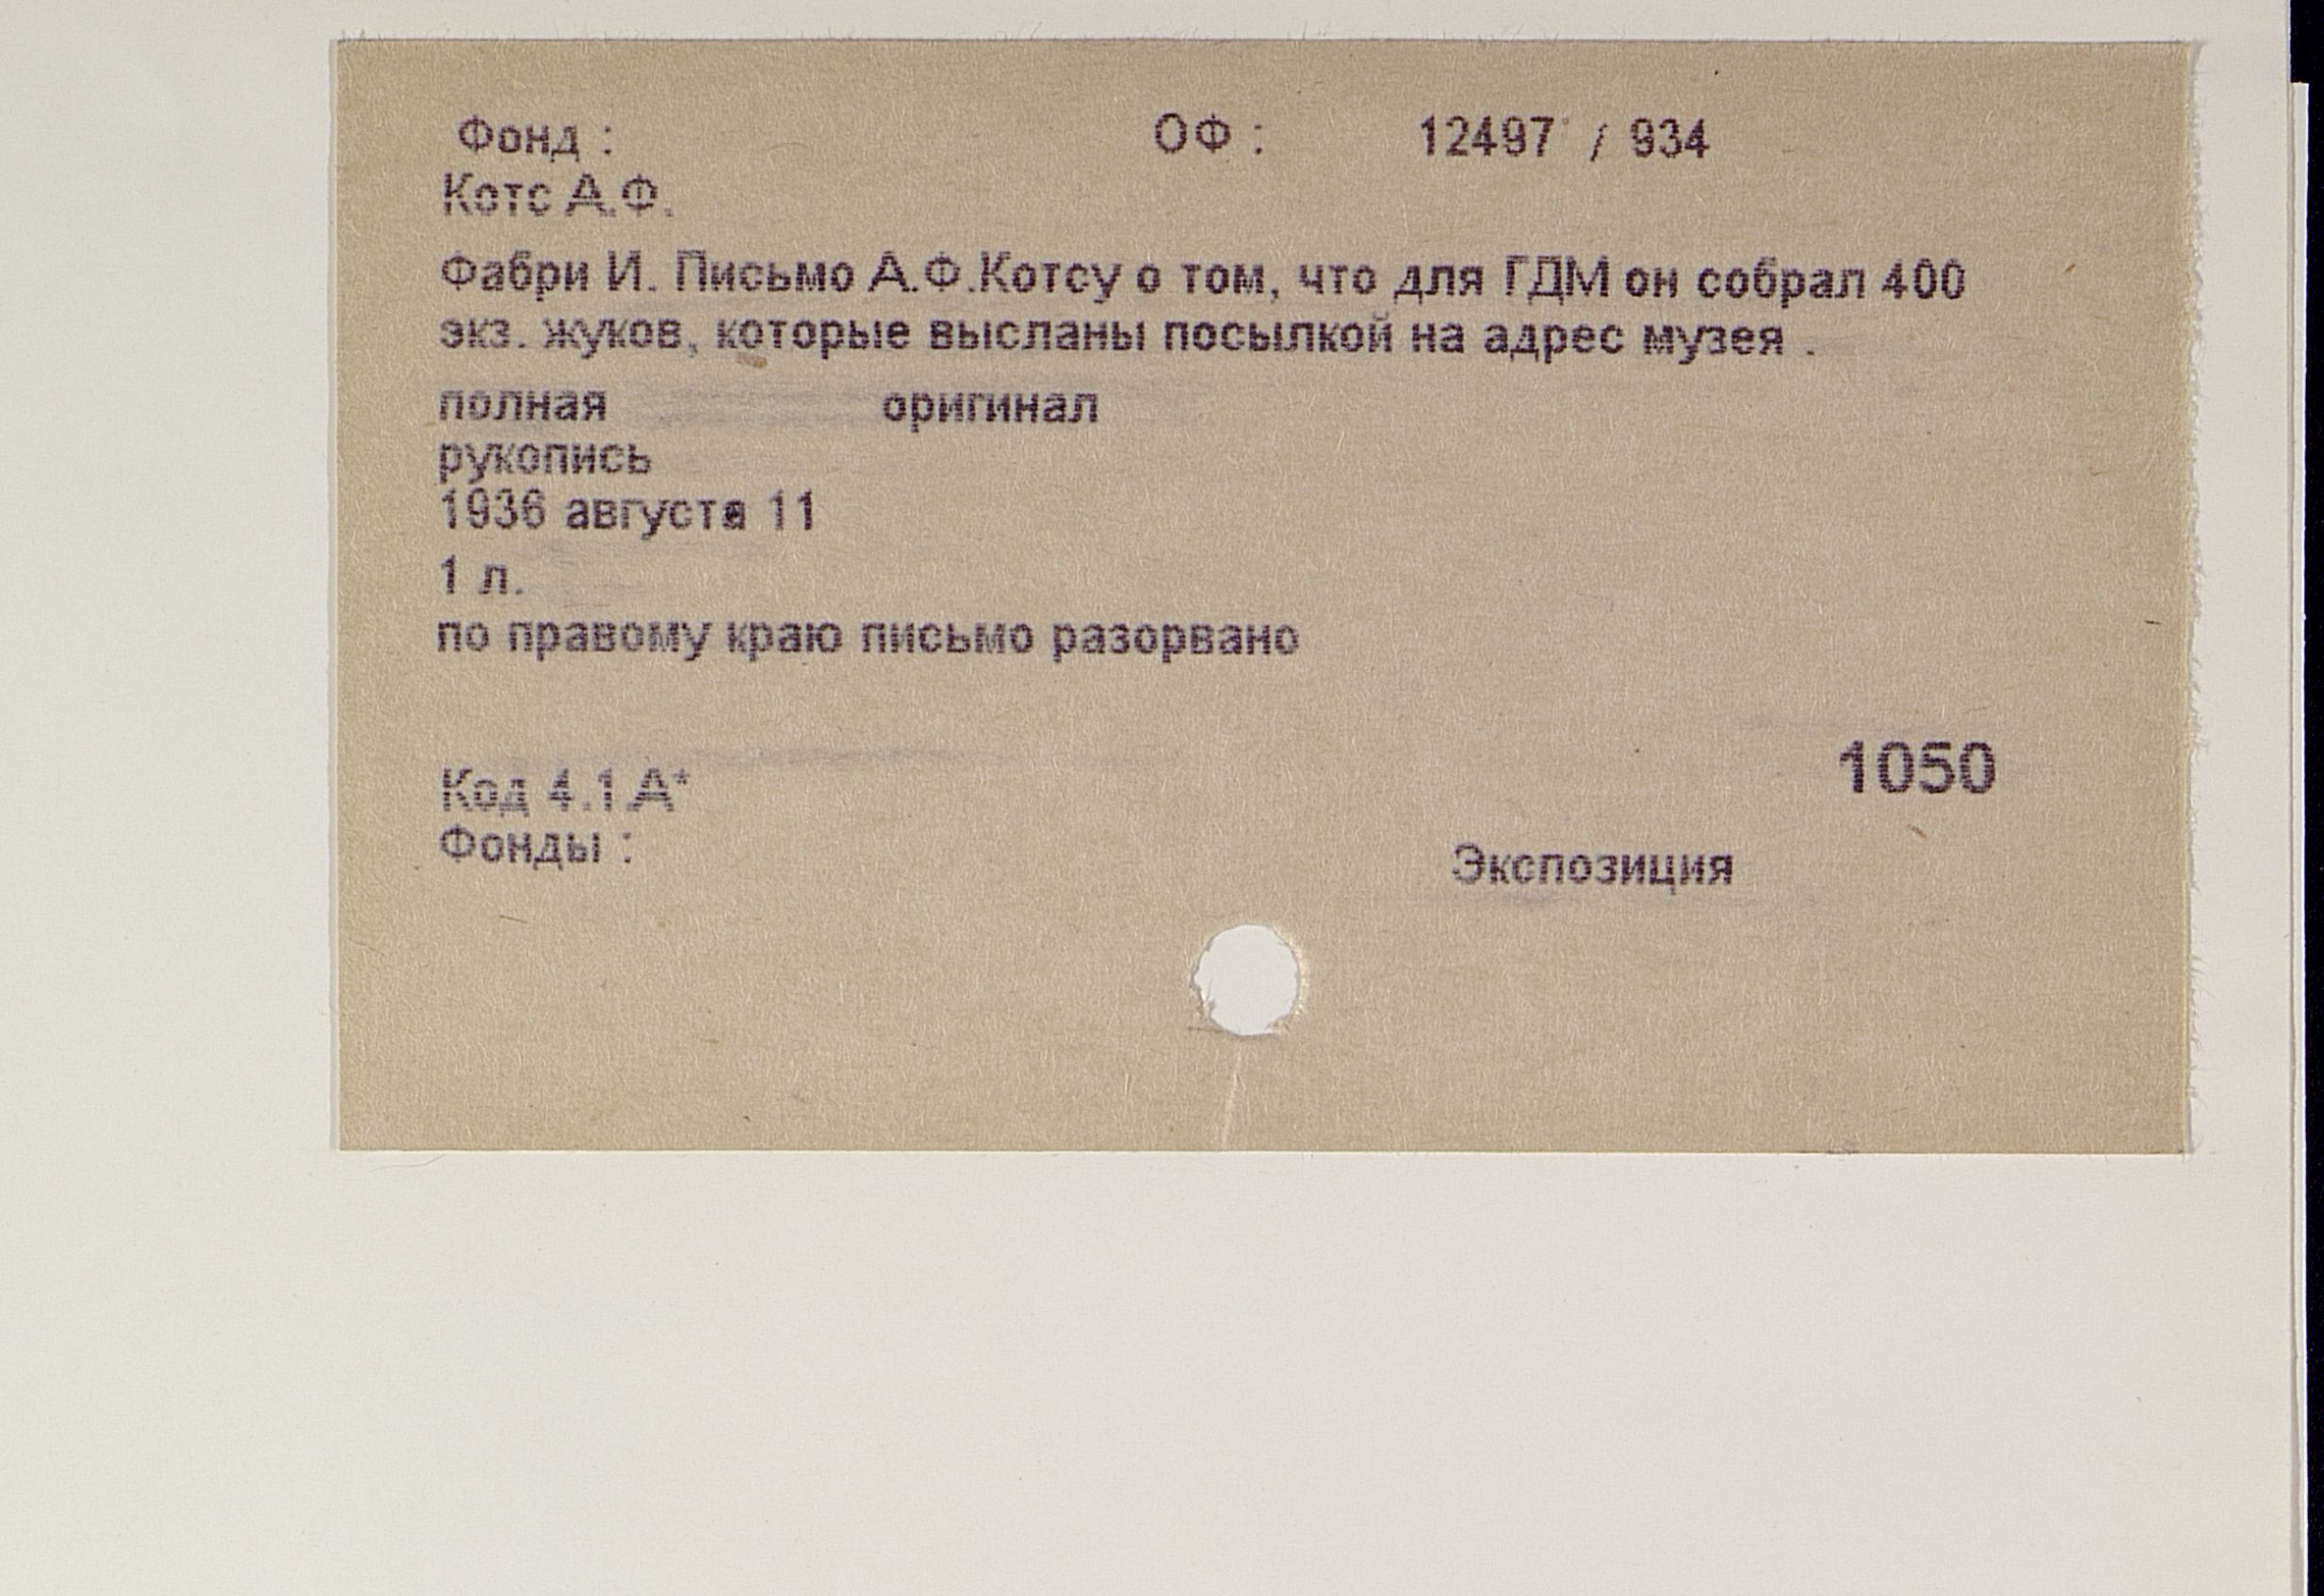 Фонд : ОФ : 12497 / 934
Котс А.Ф.
Фабри И. Письмо А.Ф.Котсу о том, что для ГДМ он собрал 400
экз. жуков, которые высланы посылкой на адрес музея .
полная оригинал
рукопись
1936 августа 11
1 л.
по правому краю письмо разорвано
1050
Код 4.1.А*
Фонды :
Экспозиция